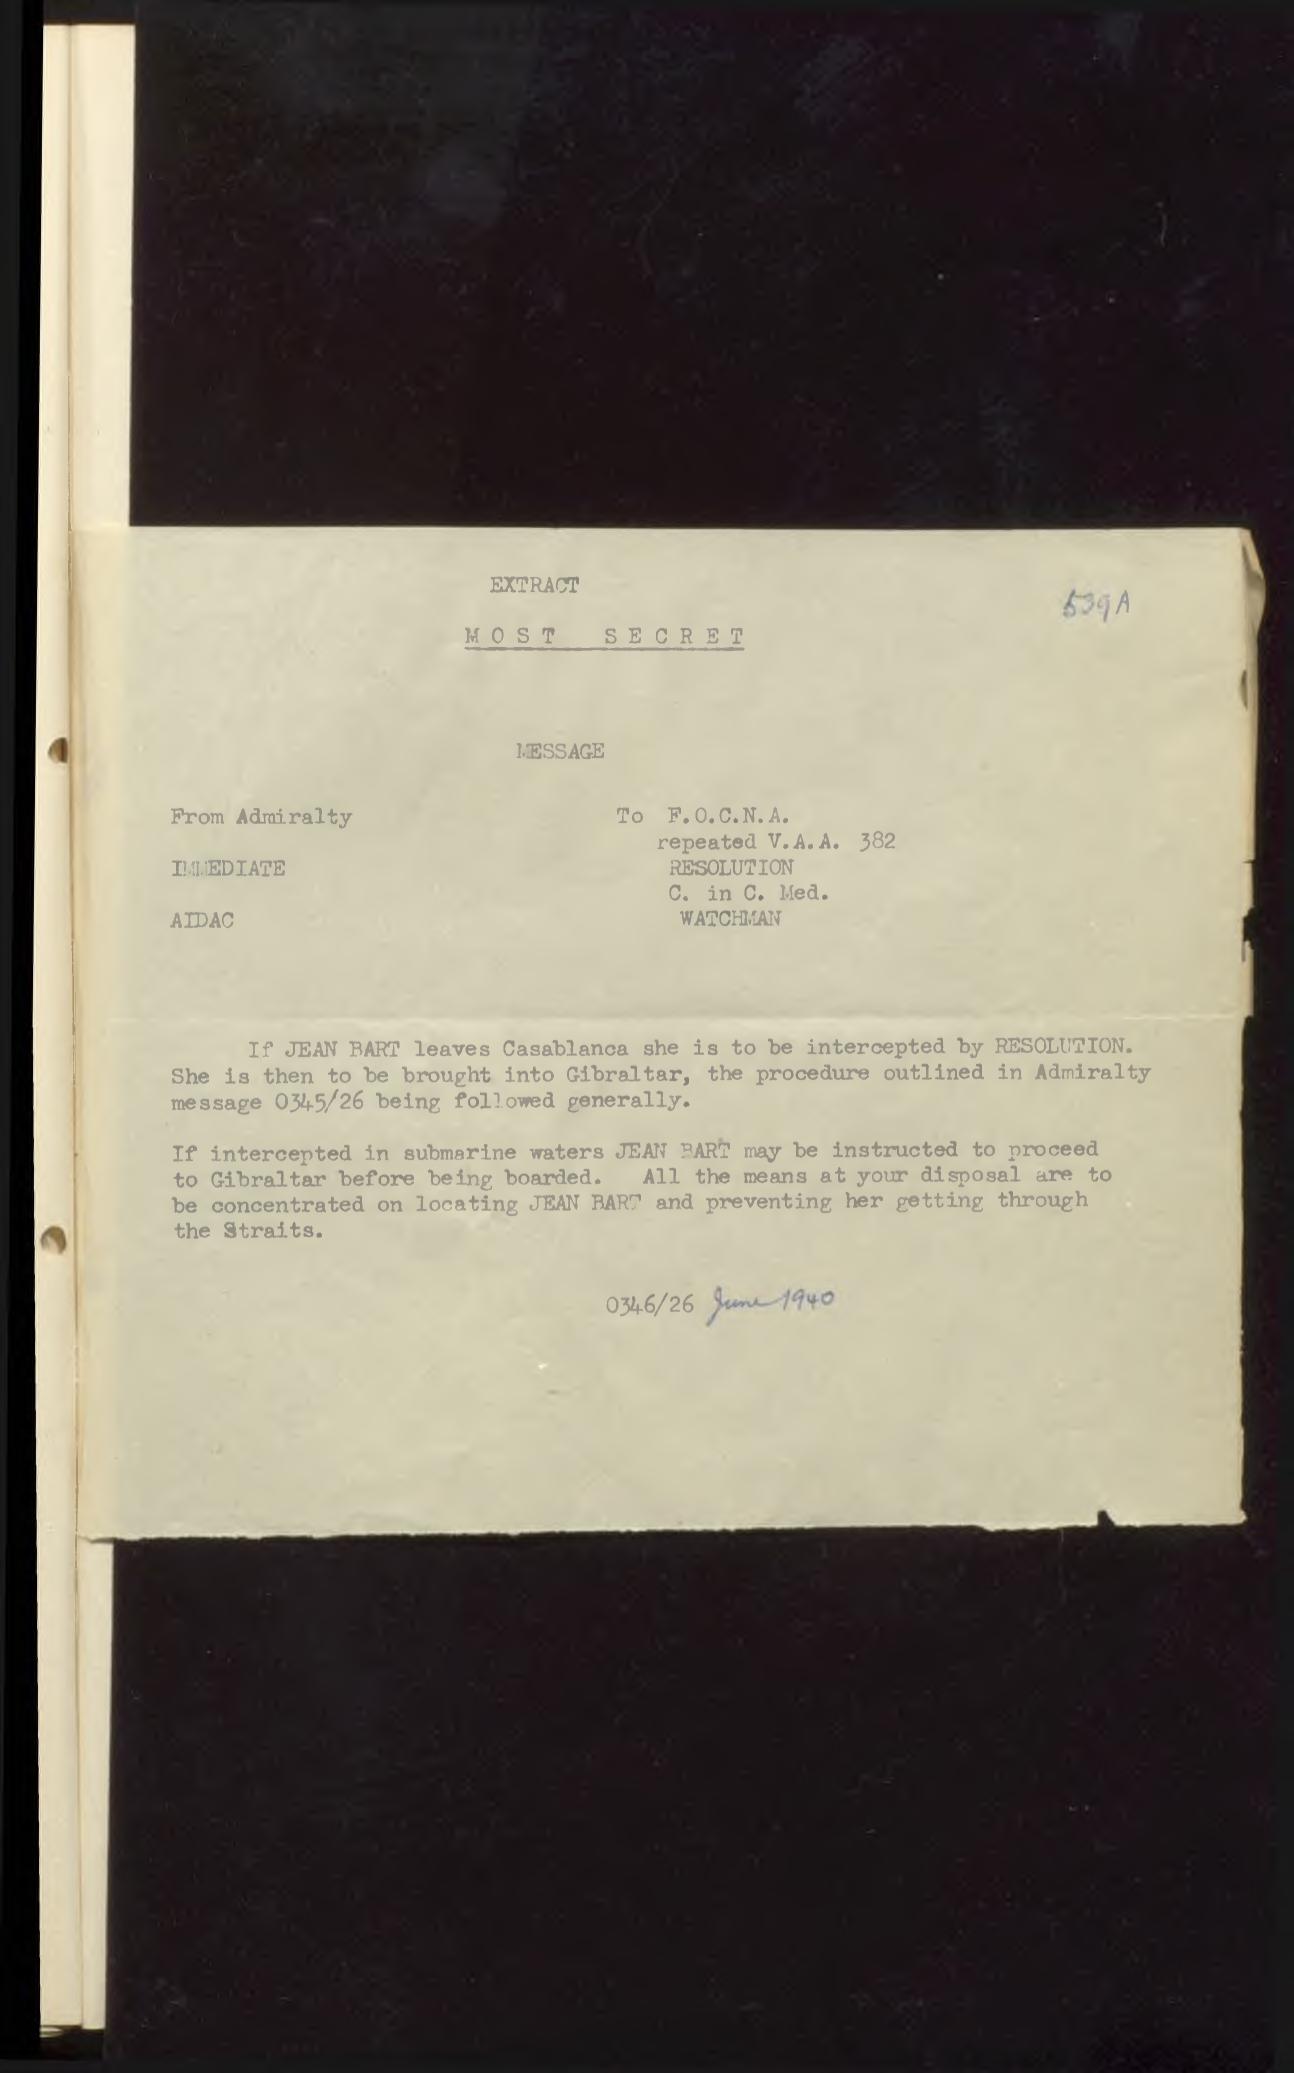 EXTRACT
539A
MOST SECRET
MESSAGE
From Admiralty To F.O.C.N.A.
repeated V.A.A. 382
IMMEDIATE RESOLUTION
C. in C. Med.
AIDAC WATCHMAN
If JEAN BART leaves Casablanca she is to be intercepted by RESOLUTION.
She is then to be brought into Gibraltar, the procedure outlined in Admiralty
message 0345/26 being followed generally.
If intercepted in submarine waters JEAN BART may be instructed to proceed
to Gibraltar before being boarded. All the means at your disposal are to
be concentrated on locating JEAN BART and preventing her getting through
the Straits.
0346/26 June 1940